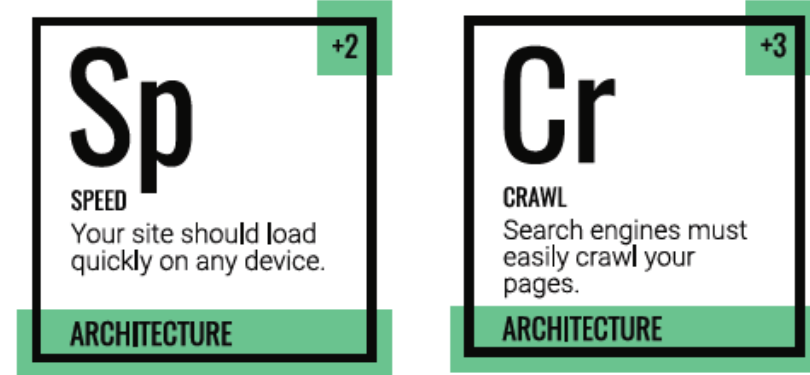 +2
Sp
SPEED
Your site should load
quickly on any device.
ARCHITECTURE
+3
Cr
CRAWL
Search engines must
easily crawl your
pages.
ARCHITECTURE